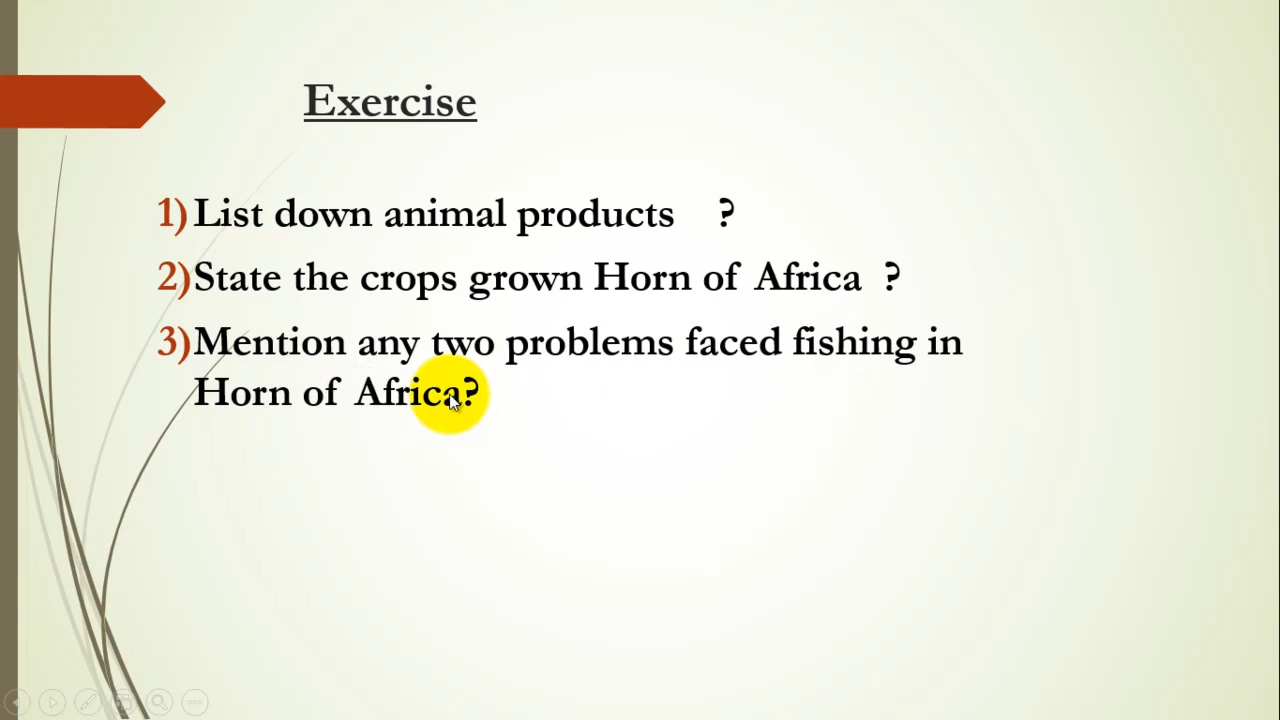 Exercise
1) List down animal products ?
2) State the crops grown Horn of Africa ?
3) Mention any two problems faced fishing in
Horn of Africa?